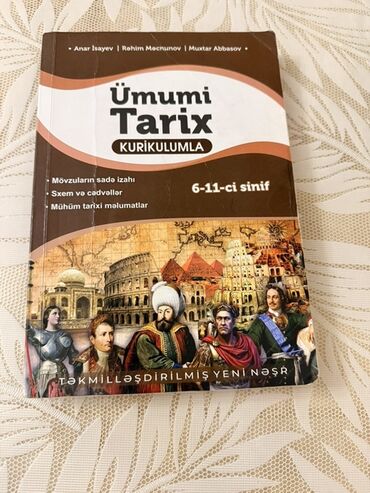 • Anar İsayev | Rəhim Məcnunov | Muxtar Abbasov •
Ümumi
Tarix
KURİKULUMLA
• Mövzuların sadə izahı
• Sxem və cədvəllər
• Mühüm tarixi məlumatlar
6-11-ci sinif
TƏKMİLLƏŞDİRİLMİŞ YENİ NƏŞR